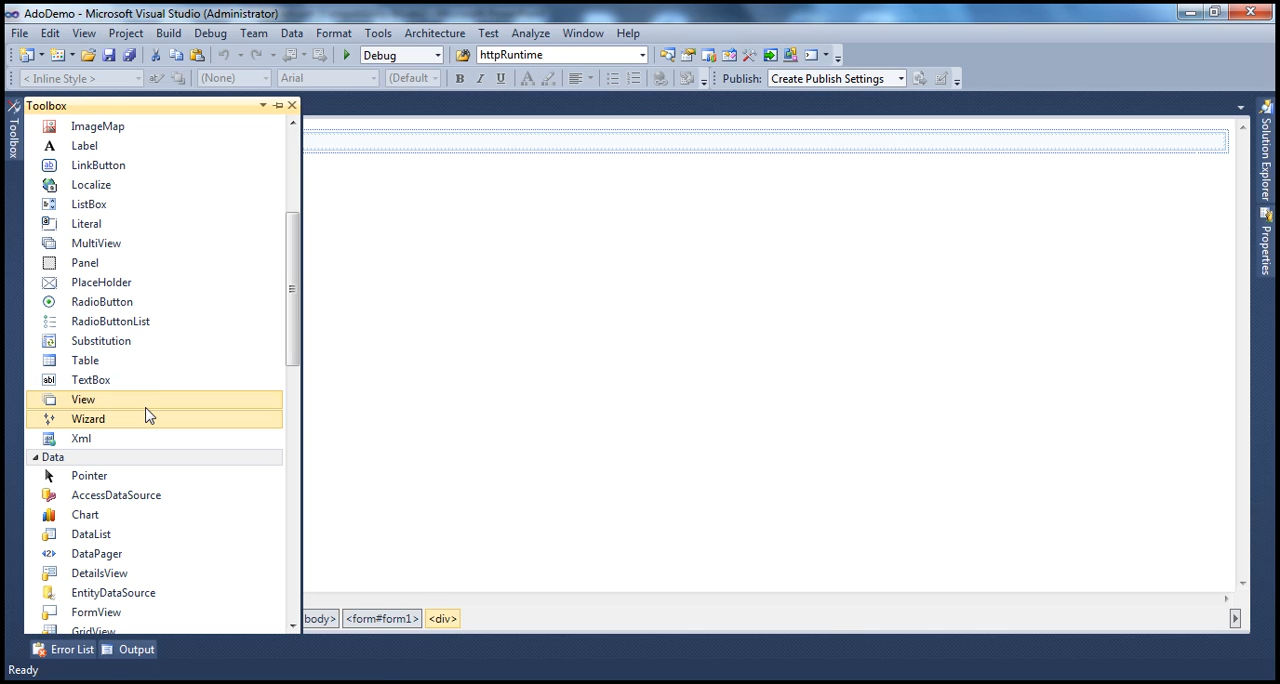 AdoDemo - Microsoft Visual Studio (Administrator)
File Edit View Project Build Debug Team Data Format Tools Architecture Test Analyze Window Help
Debug httpRuntime
< Inline Style > (None) Arial (Default B I U A Publish: Create Publish Settings
Toolbox
Toolbox
ImageMap
A Label
ab LinkButton
Localize
ListBox
Literal
MultiView
Panel
PlaceHolder
RadioButton
RadioButtonList
Substitution
Table
abl TextBox
View
Wizard
Xml
Data
Pointer
AccessDataSource
Chart
DataList
DataPager
DetailsView
EntityDataSource
FormView
GridView
Solution Explorer
Properties
body> <form#form1> <div>
Error List Output
Ready